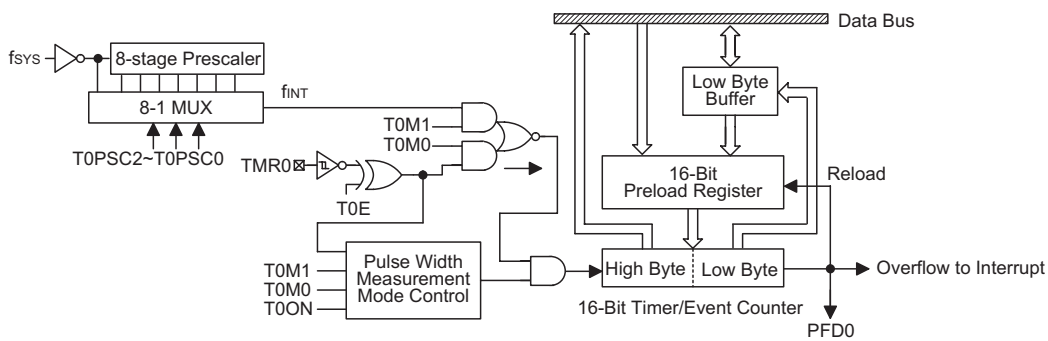 Data Bus
fSYS
8-stage Prescaler
8-1 MUX
fINT
T0PSC2~T0PSC0
T0M1
T0M0
TMR0
T0E
Low Byte
Buffer
16-Bit
Preload Register
Reload
T0M1
T0M0
T0ON
Pulse Width
Measurement
Mode Control
High Byte
Low Byte
Overflow to Interrupt
16-Bit Timer/Event Counter
PFD0